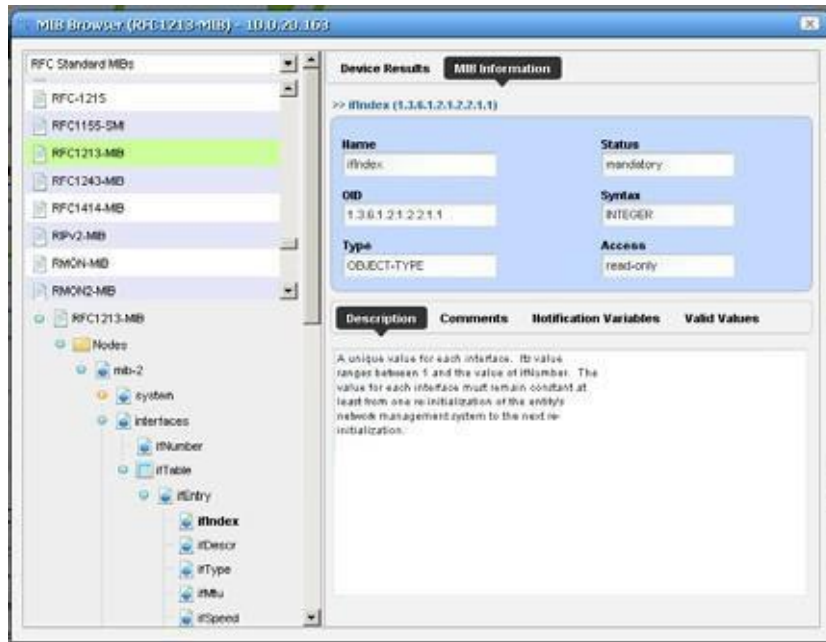 MIB Browser (RFC1213-MIB) - 10.0.20.163
RFC Standard MIBs
RFC-1215
RFC1155-SMI
RFC1213-MIB
RFC1243-MIB
RFC1414-MIB
RIPv2-MIB
RMON-MIB
RMON2-MIB
RFC1213-MIB
Nodes
mib-2
system
interfaces
ifNumber
ifTable
ifEntry
ifIndex
ifDescr
ifType
ifMtu
ifSpeed
Device Results MIB Information
>> ifIndex (1.3.6.1.2.1.2.2.1.1)
Name Status
ifIndex mandatory
OID Syntax
1.3.6.1.2.1.2.2.1.1 INTEGER
Type Access
OBJECT-TYPE read-only
Description Comments Notification Variables Valid Values
A unique value for each interface. Its value
ranges between 1 and the value of ifNumber. The
value for each interface must remain constant at
least from one re-initialization of the entity's
network management system to the next re-
initialization.